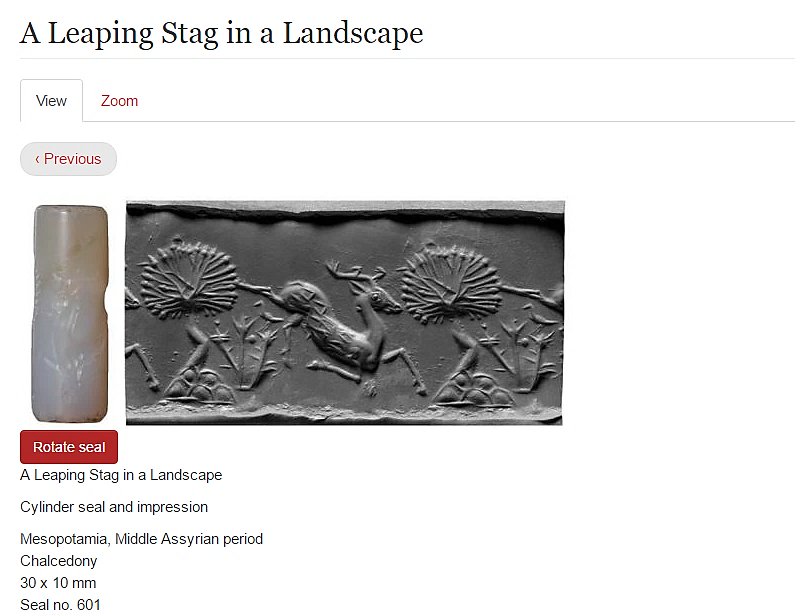 A Leaping Stag in a Landscape
View Zoom
‹ Previous
Rotate seal
A Leaping Stag in a Landscape
Cylinder seal and impression
Mesopotamia, Middle Assyrian period
Chalcedony
30 x 10 mm
Seal no. 601